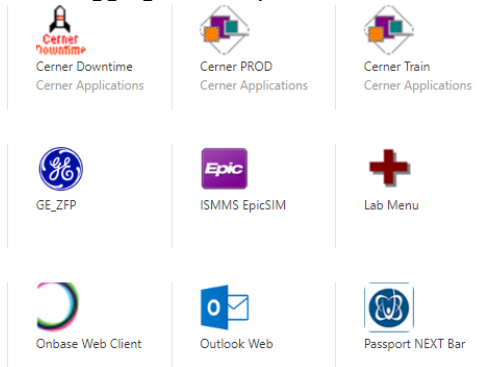 Cerner
Downtime
Cerner Downtime
Cerner Applications
Cerner PROD
Cerner Applications
Cerner Train
Cerner Applications
GE
GE_ZFP
Epic
ISMMS EpicSIM
Lab Menu
Onbase Web Client
O
Outlook Web
Passport NEXT Bar